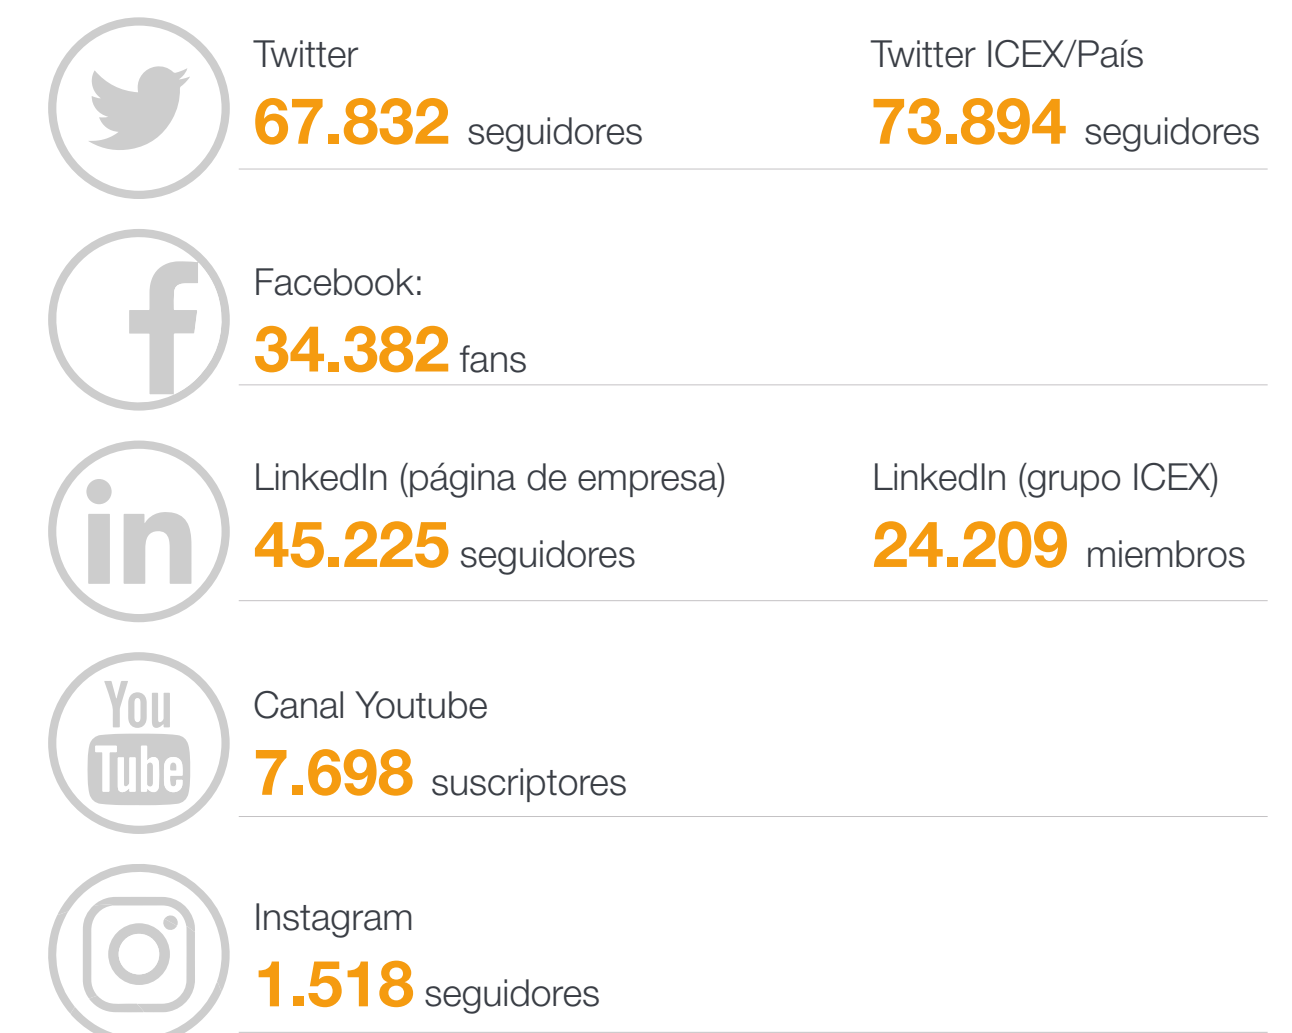 Twitter
67.832 seguidores
Twitter ICEX/País
73.894 seguidores
Facebook:
34.382 fans
in
LinkedIn (página de empresa)
45.225 seguidores
LinkedIn (grupo ICEX)
24.209 miembros
You
Tube
Canal Youtube
7.698 suscriptores
Instagram
1.518 seguidores